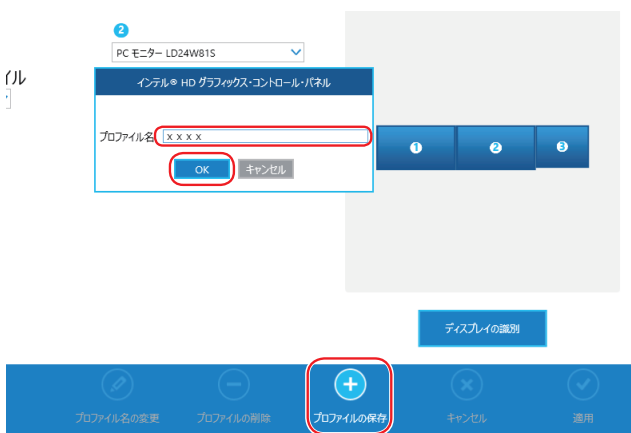 2
PC モニター LD24W81S
イル
インテル® HD グラフィックス・コントロール・パネル
プロファイル名 x x x x
OK キャンセル
1 2 3
ディスプレイの識別
プロファイル名の変更 プロファイルの削除 プロファイルの保存 キャンセル 適用